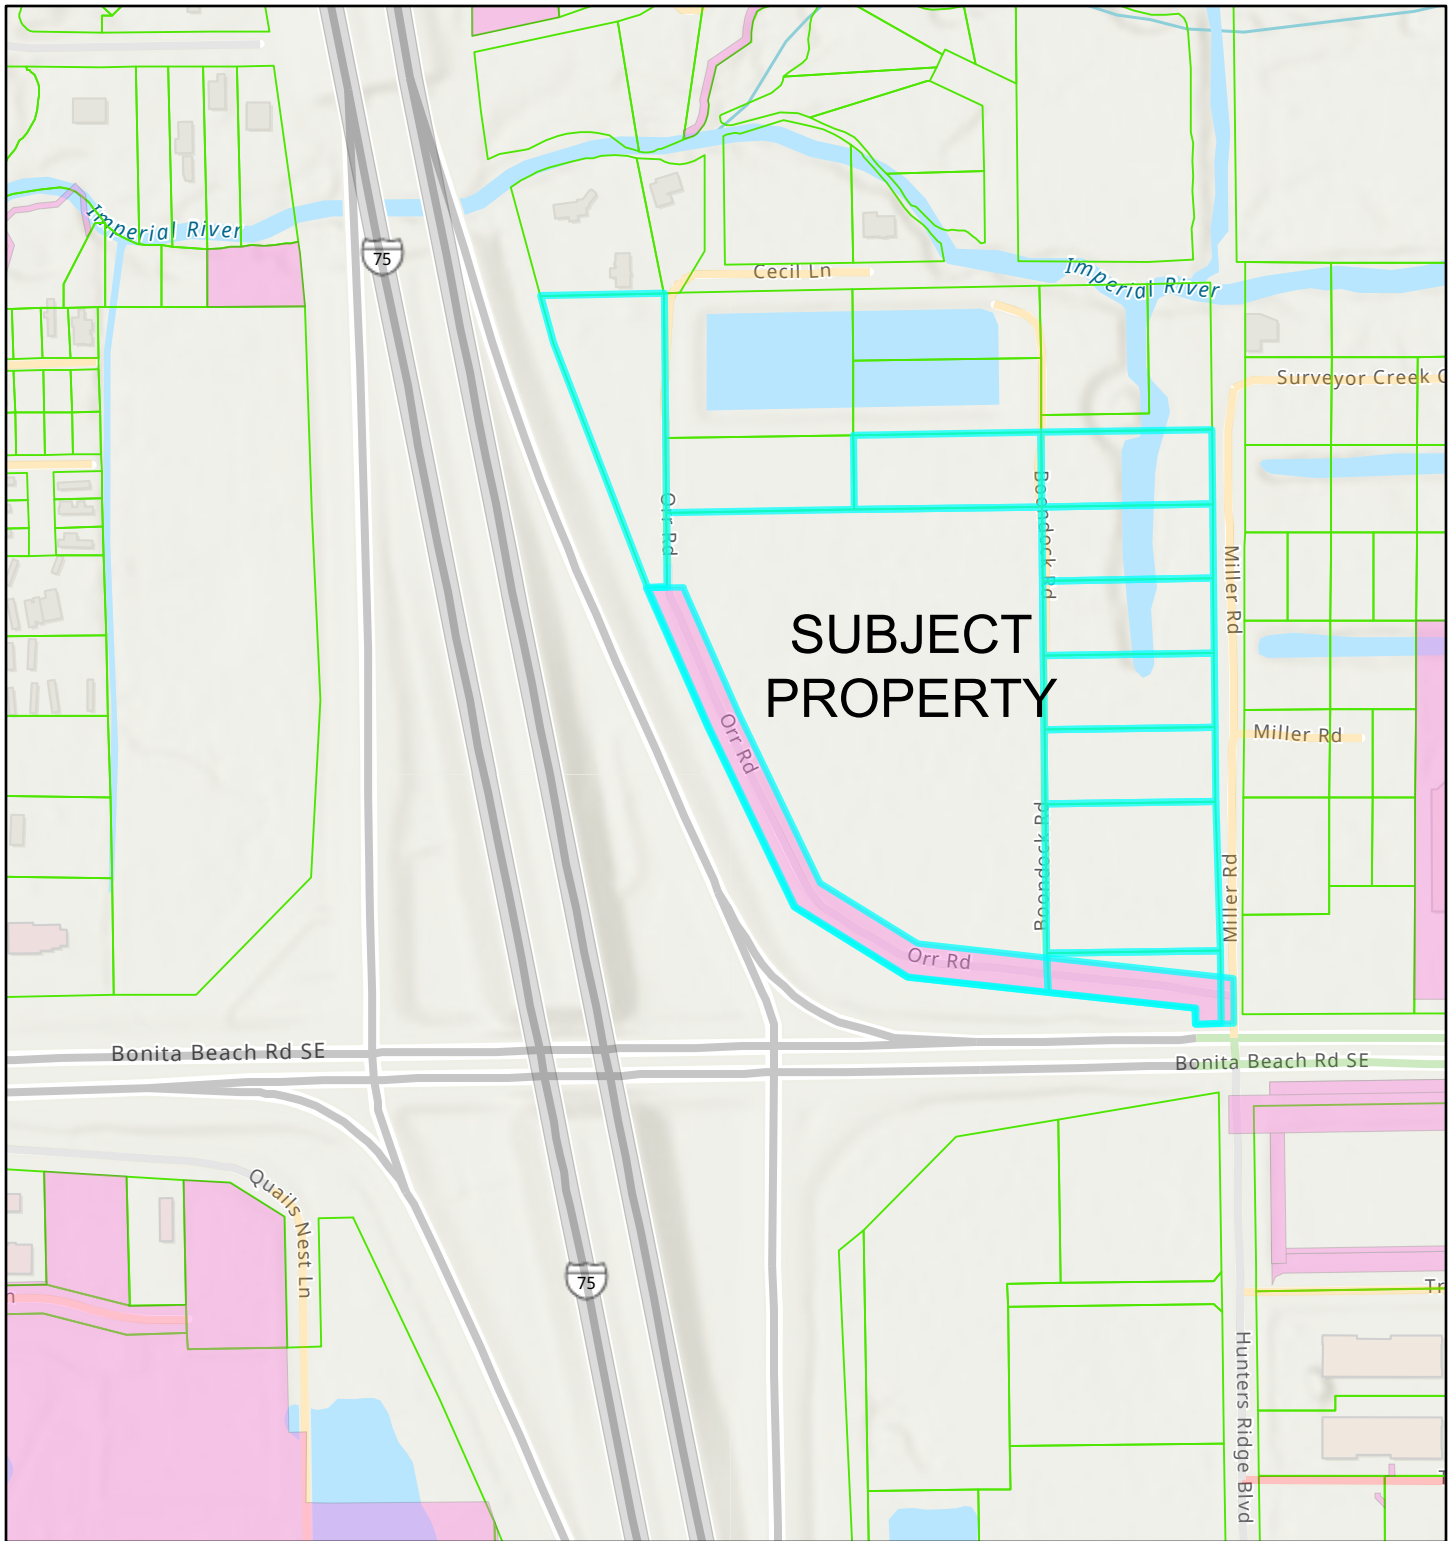 Imperial River
75
Cecil Ln
Imperial River
Surveyor Creek
Orr Rd
Boondock Rd
Miller Rd
SUBJECT
PROPERTY
Orr Rd
Miller Rd
Boondock Rd
Miller Rd
Orr Rd
Bonita Beach Rd SE
Bonita Beach Rd SE
Quails Nest Ln
75
Hunters Ridge Blvd